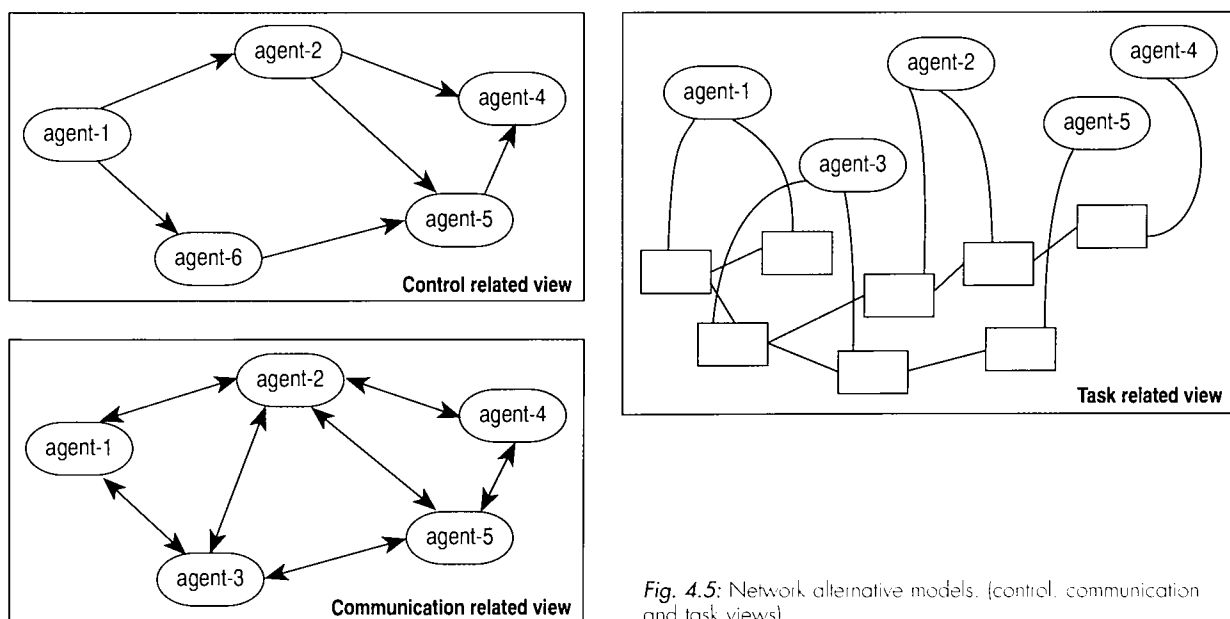 agent-2
agent-4
agent-1
agent-5
agent-6
Control related view
agent-2
agent-4
agent-1
agent-5
agent-3
Communication related view
agent-4
agent-2
agent-1
agent-5
agent-3
Task related view
Fig. 4.5: Network alternative models. (control, communication
and task views)